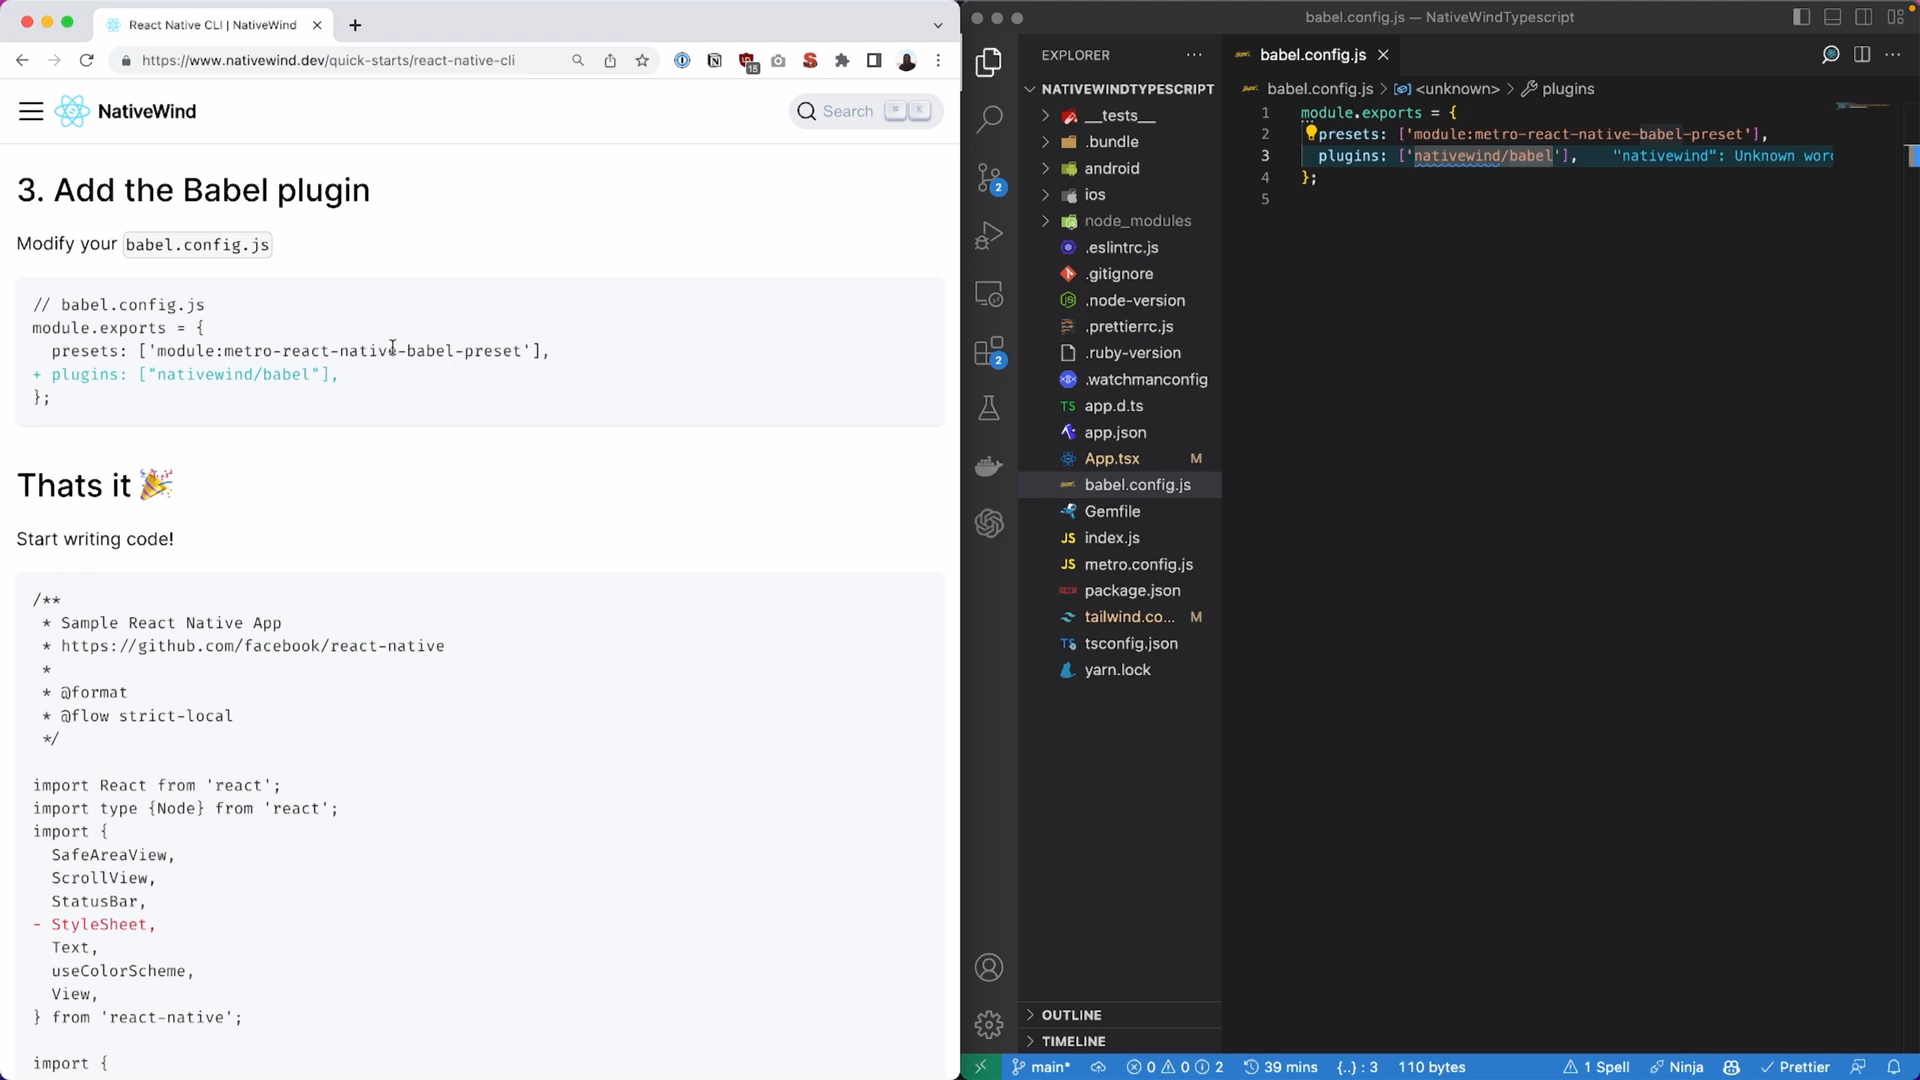 React Native CLI | NativeWind
https://www.nativewind.dev/quick-starts/react-native-cli
15
NativeWind
Search ⌘ K
3. Add the Babel plugin
Modify your babel.config.js
// babel.config.js
module.exports = {
presets: ['module:metro-react-native-babel-preset'],
+ plugins: ["nativewind/babel"],
};
Thats it 🎉
Start writing code!
/**
* Sample React Native App
* https://github.com/facebook/react-native
*
* @format
* @flow strict-local
*/
import React from 'react';
import type {Node} from 'react';
import {
SafeAreaView,
ScrollView,
StatusBar,
- StyleSheet,
Text,
useColorScheme,
View,
} from 'react-native';
import {
babel.config.js — NativeWindTypescript
2
2
EXPLORER
NATIVEWINDTYPESCRIPT
__tests__
.bundle
android
ios
node_modules
.eslintrc.js
.gitignore
.node-version
.prettierrc.js
.ruby-version
.watchmanconfig
TS app.d.ts
app.json
App.tsx M
babel.config.js
Gemfile
JS index.js
JS metro.config.js
package.json
tailwind.co... M
TS tsconfig.json
yarn.lock
OUTLINE
TIMELINE
babel.config.js
babel.config.js > <unknown> > plugins
1 module.exports = {
2 presets: ['module:metro-react-native-babel-preset'],
3 plugins: ['nativewind/babel'], "nativewind": Unknown word
4 };
5
main* 0 0 2 39 mins {..} : 3 110 bytes 1 Spell Ninja Prettier